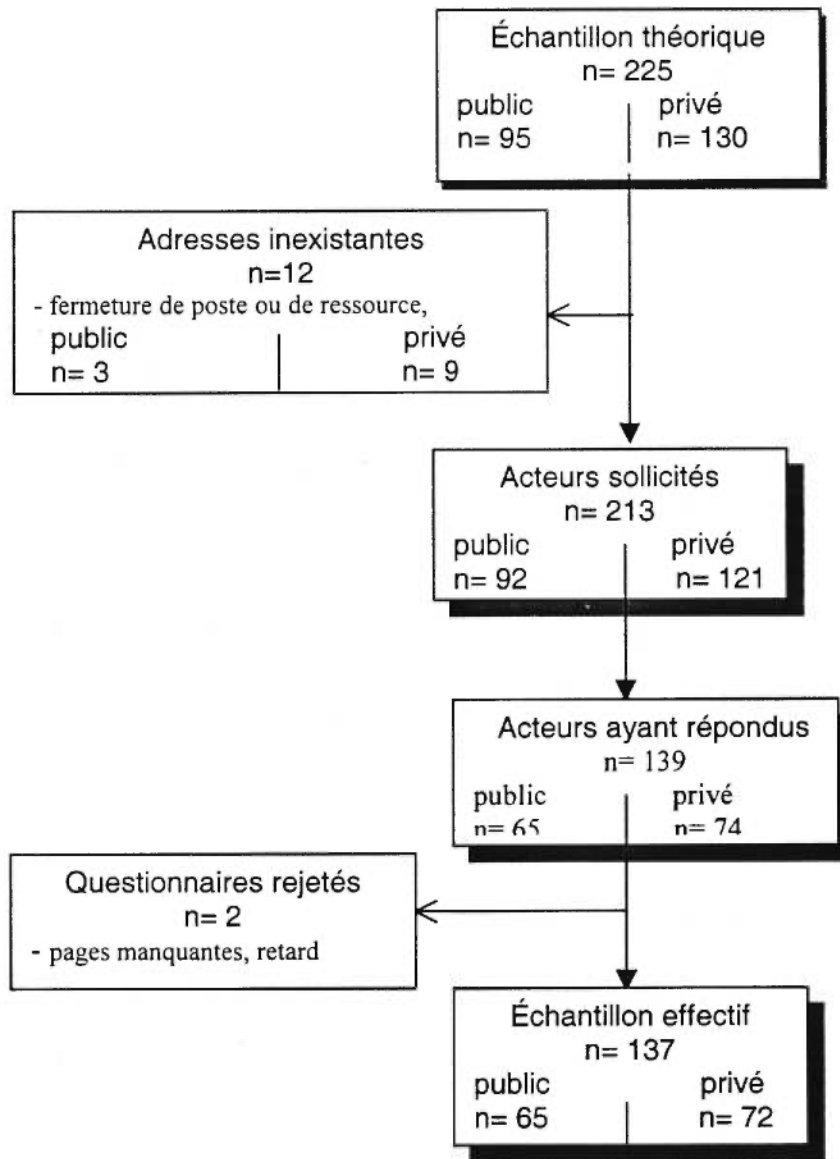 Échantillon théorique
n= 225
public privé
n= 95 n= 130
Adresses inexistantes
n=12
- fermeture de poste ou de ressource,
public privé
n= 3 n= 9
Acteurs sollicités
n= 213
public privé
n= 92 n= 121
Acteurs ayant répondus
n= 139
public privé
n= 65 n= 74
Questionnaires rejetés
n= 2
- pages manquantes, retard
Échantillon effectif
n= 137
public privé
n= 65 n= 72